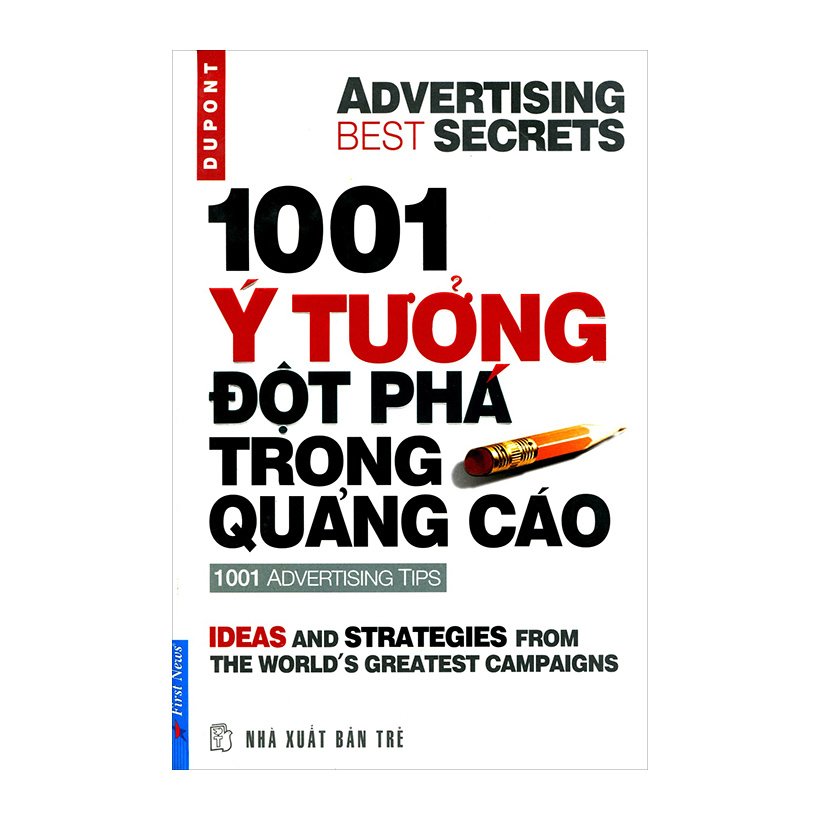 DUPONT
ADVERTISING
BEST SECRETS
1001
Ý TƯỞNG
ĐỘT PHÁ
TRONG
QUẢNG CÁO
1001 ADVERTISING TIPS
IDEAS AND STRATEGIES FROM
THE WORLD'S GREATEST CAMPAIGNS
First News
NHÀ XUẤT BẢN TRẺ